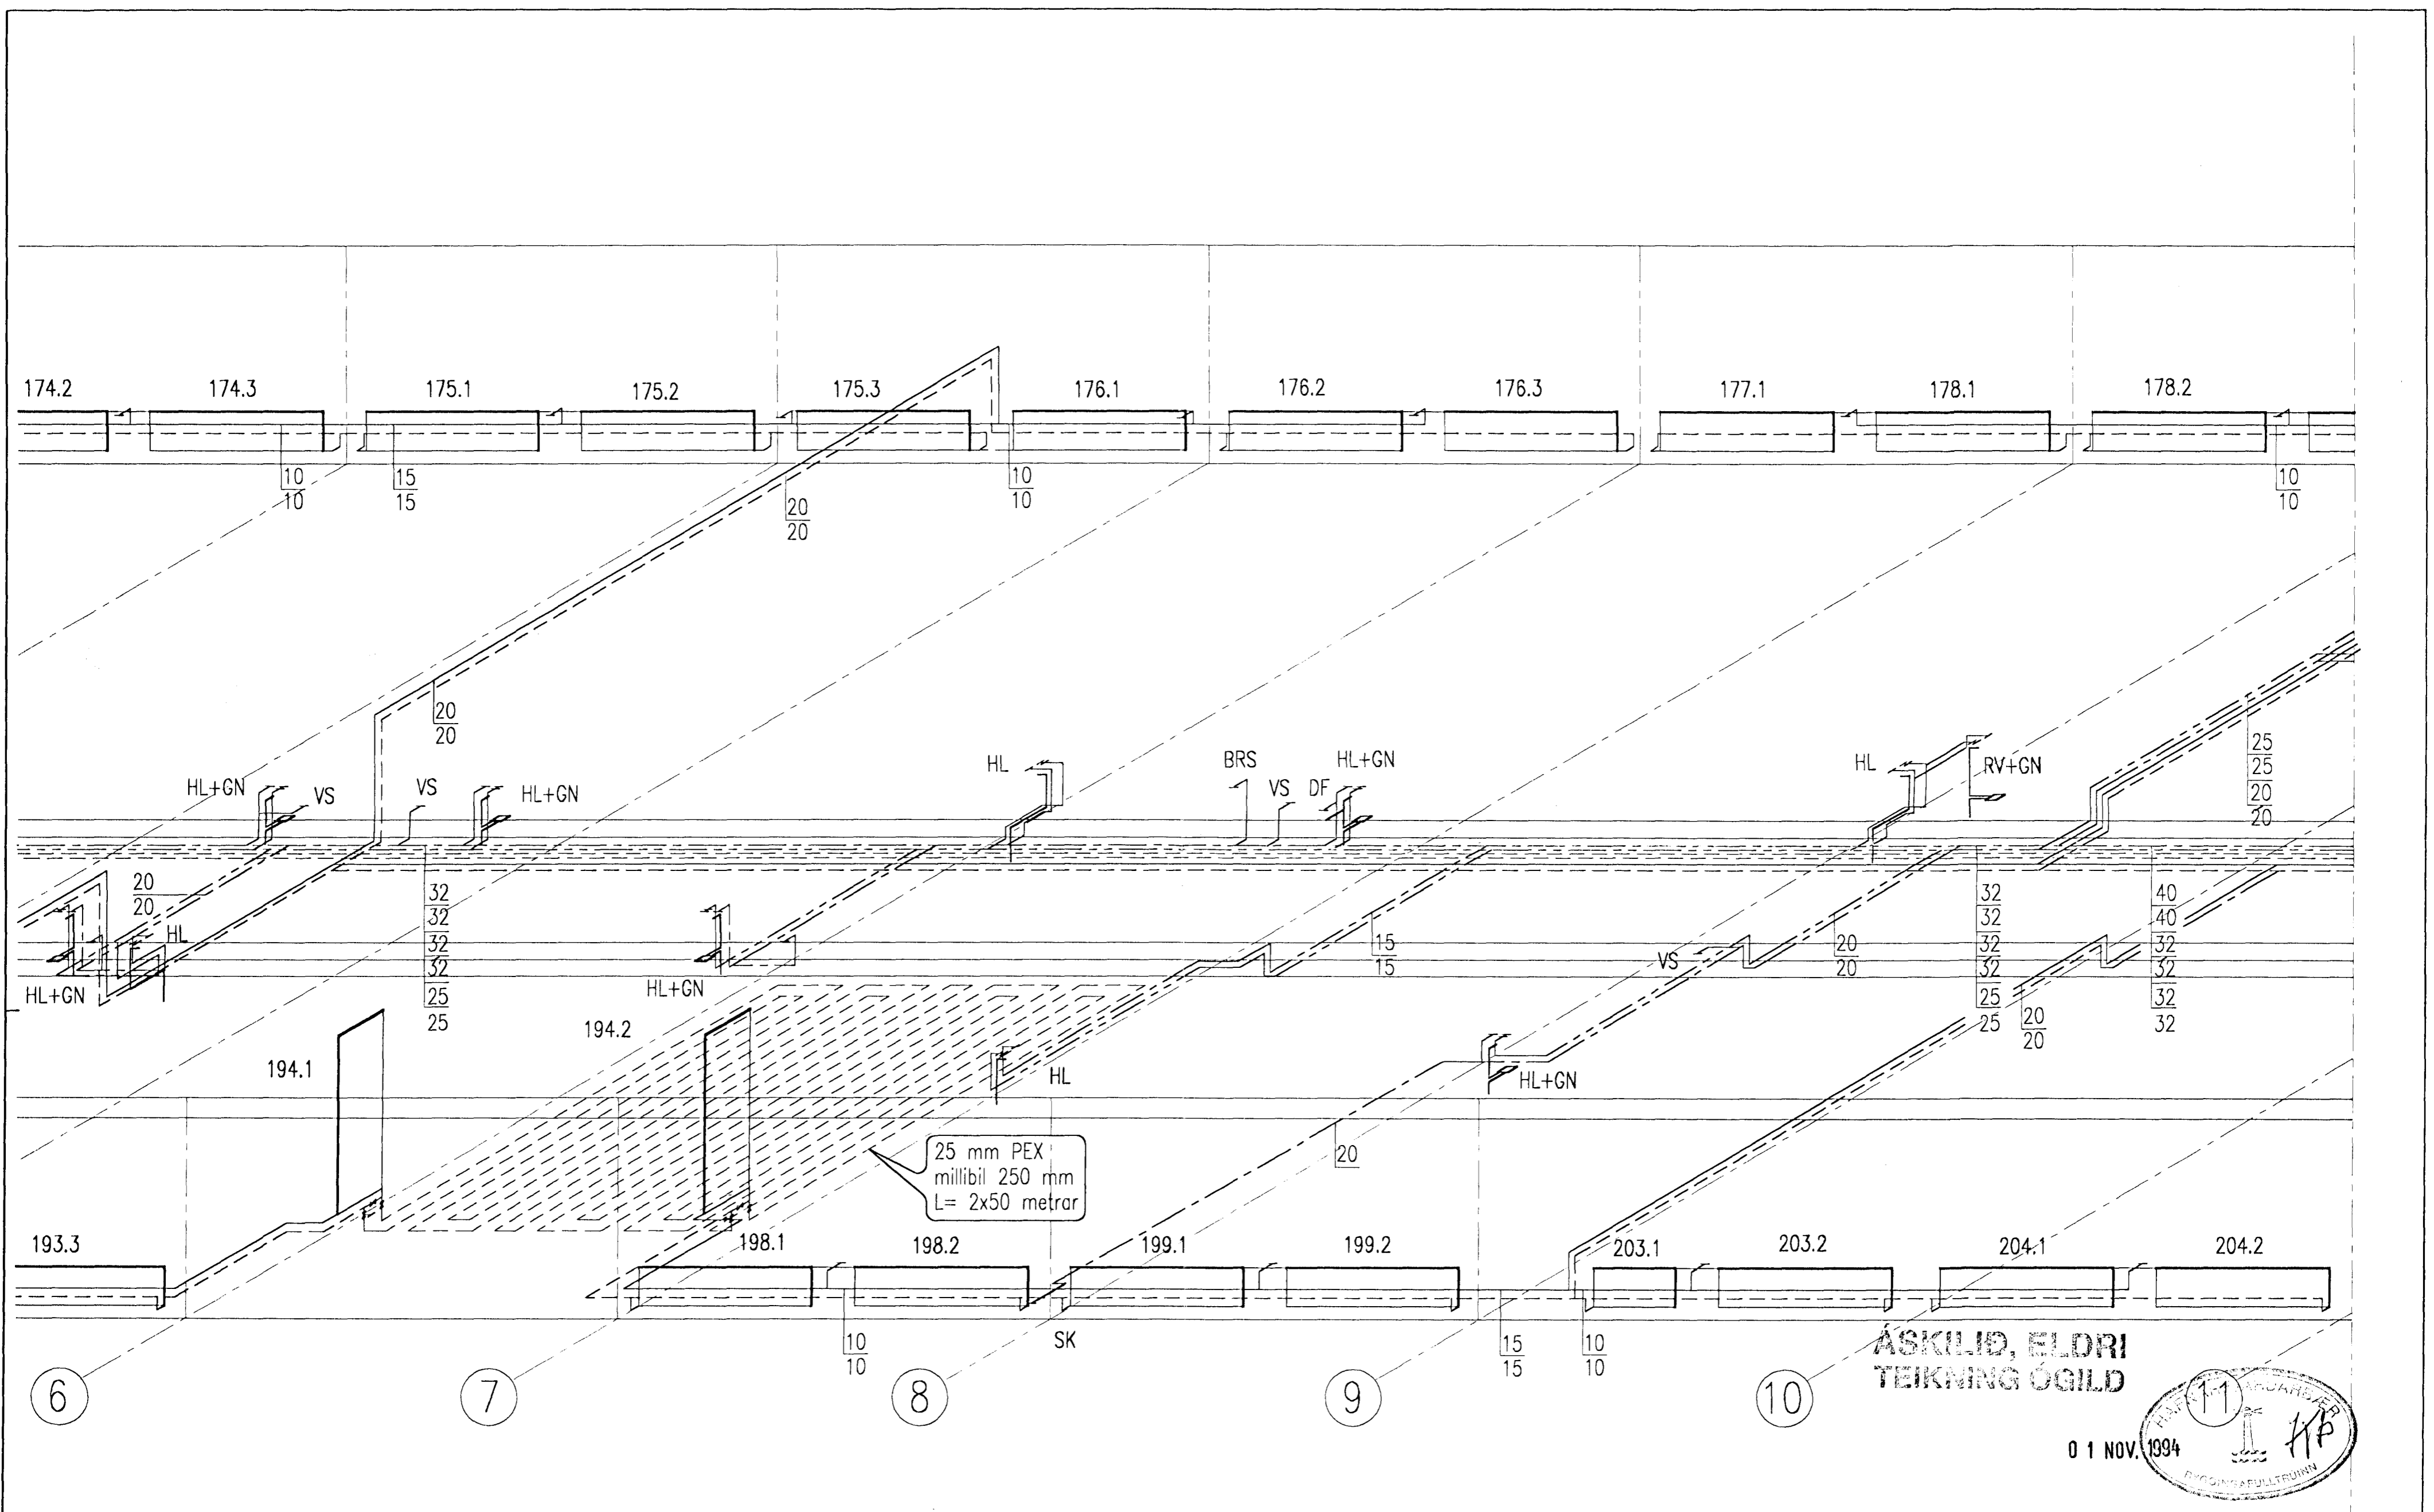 174.2 174.3 175.1 175.2 175.3 176.1 176.2 176.3 177.1 178.1 178.2
10
10
15
15
20
20
10
10
10
10
20
20
HL+GN VS VS HL+GN HL BRS VS DF HL+GN HL RV+GN
25
25
20
20
20
20
HL
HL+GN
32
32
32
32
25
25
HL+GN
15
15
VS
20
20
32
32
32
32
25
25
40
40
32
32
32
32
20
20
194.1
194.2
HL
HL+GN
20
25 mm PEX
millibil 250 mm
L= 2x50 metrar
193.3 198.1 198.2 199.1 199.2 203.1 203.2 204.1 204.2
10
10
SK
15
15
10
10
ÁSKILIÐ, ELDRI
TEIKNING ÓGILD
6 7 8 9 10 11
0 1 NOV. 1994
BYGGINGAFULLTRÚINN